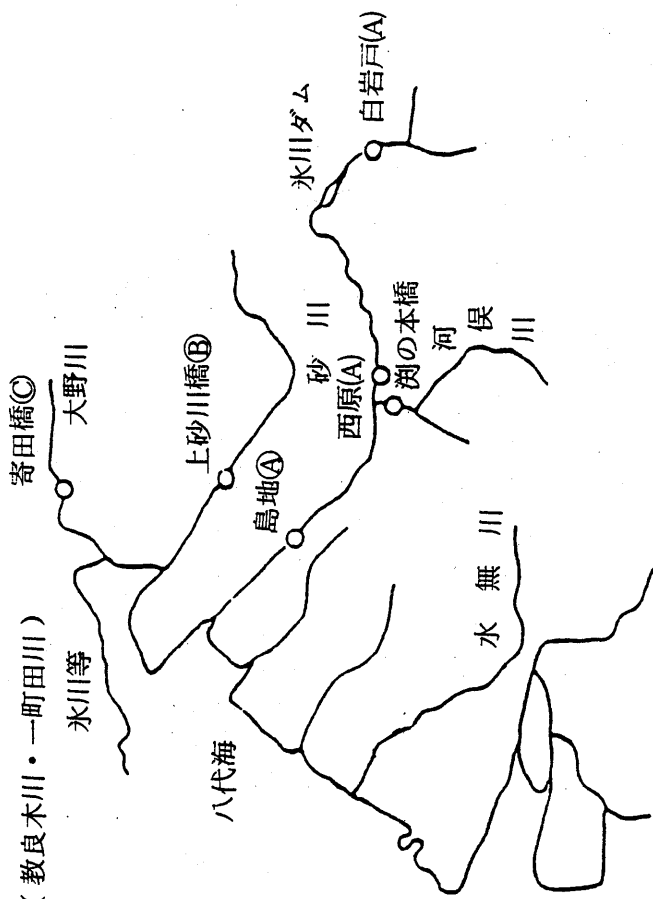 (教良木川・一町田川)
氷川等
寄田橋Ⓒ
大野川
上砂川橋Ⓑ
島地Ⓐ
砂川
西原(A)
氷川ダム
白岩戸(A)
渕の本橋
河俣川
八代海
水無川